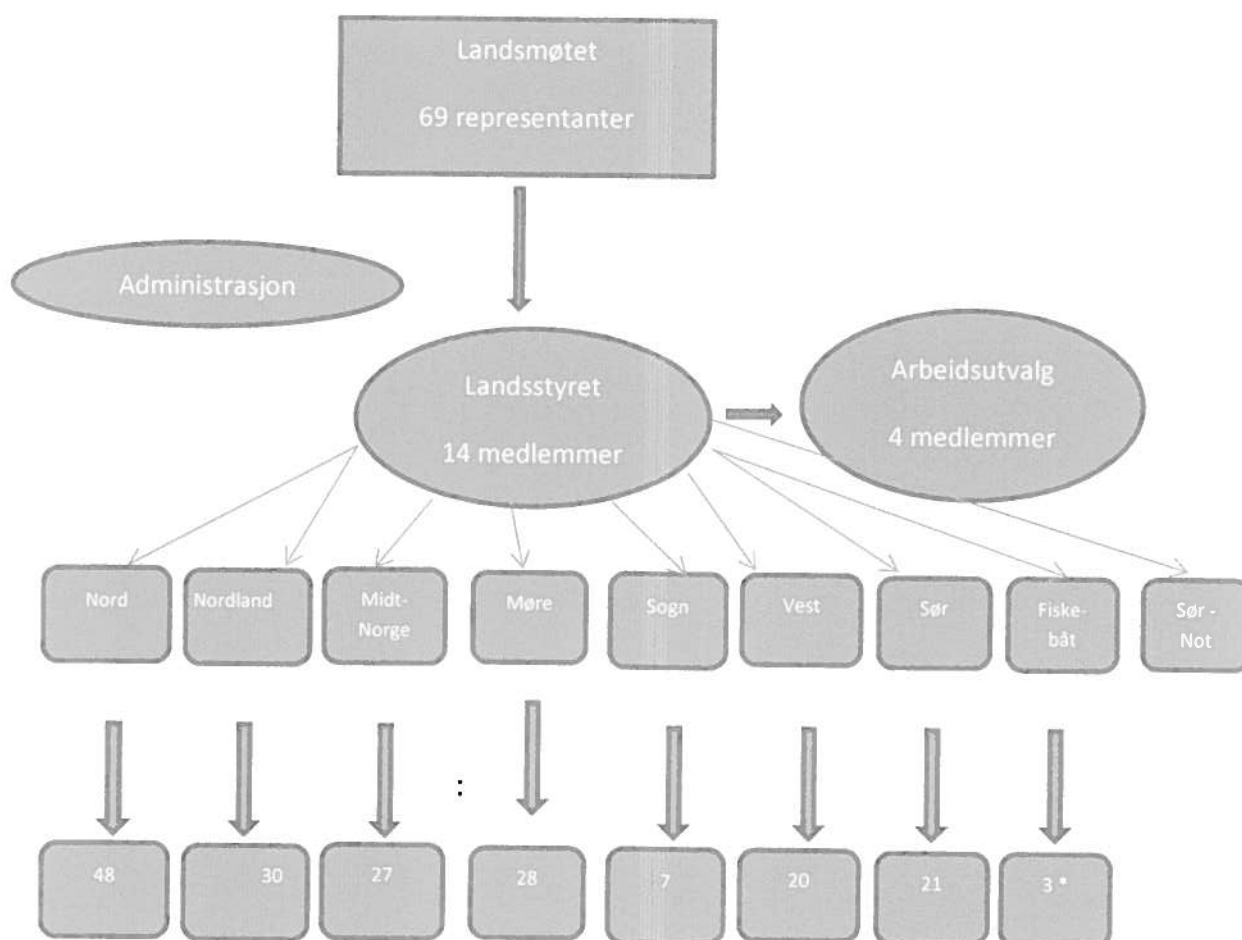 Landsmøtet
69 representanter
Administrasjon
Landsstyret
14 medlemmer
Arbeidsutvalg
4 medlemmer
Nord
Nordland
Midt-
Norge
Møre
Sogn
Vest
Sør
Fiske-
båt
Sør -
Not
:
48
30
27
28
7
20
21
3 *